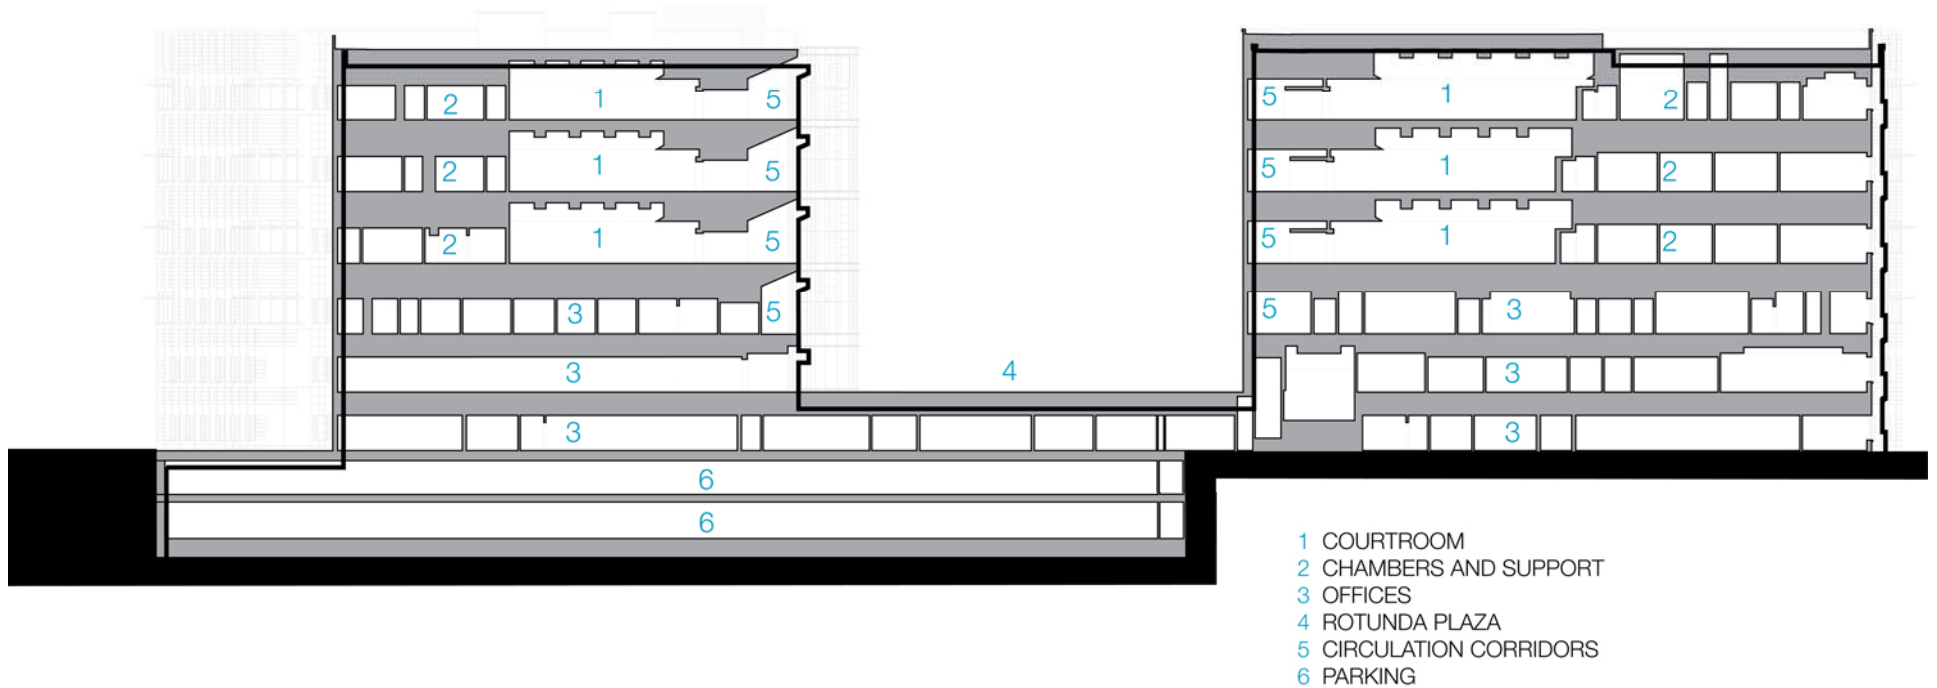 2 1 5 5 1 2
2 1 5 5 1 2
2 1 5 5 1 2
3 5 5 3
3 4 3
3 3
6
6
1 COURTROOM
2 CHAMBERS AND SUPPORT
3 OFFICES
4 ROTUNDA PLAZA
5 CIRCULATION CORRIDORS
6 PARKING